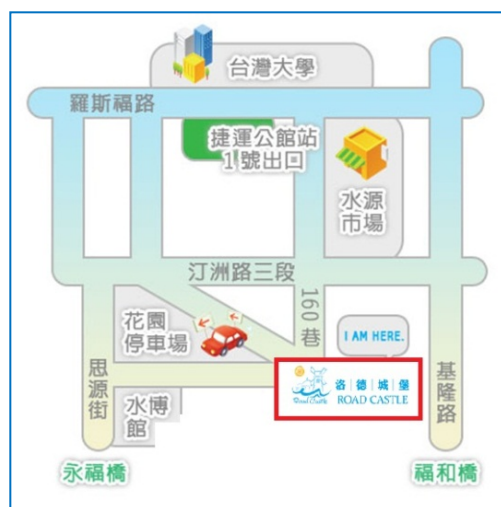 台灣大學
羅斯福路
捷運公館站
1號出口
水源
市場
汀洲路三段
160巷
花園
停車場
I AM HERE.
思源街
洛德城堡
Road Castle
ROAD CASTLE
基隆路
水博
館
永福橋
福和橋